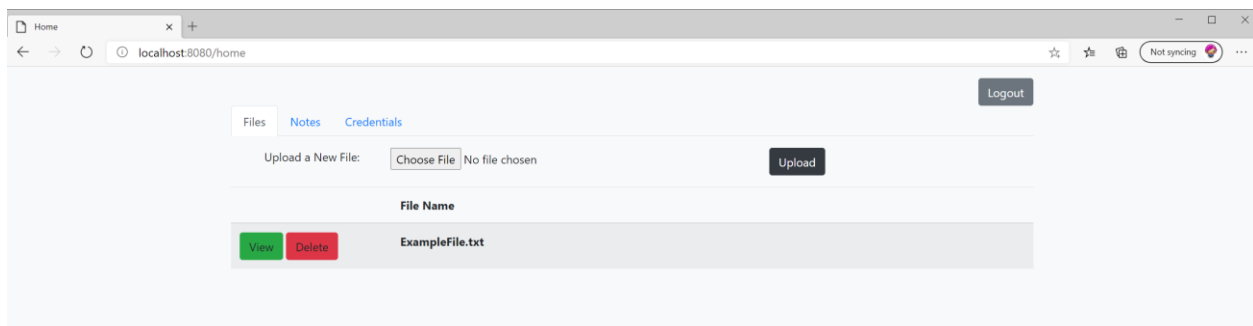 Home
localhost:8080/home
Not syncing
Logout
Files Notes Credentials
Upload a New File: Choose File No file chosen Upload
File Name
View Delete ExampleFile.txt